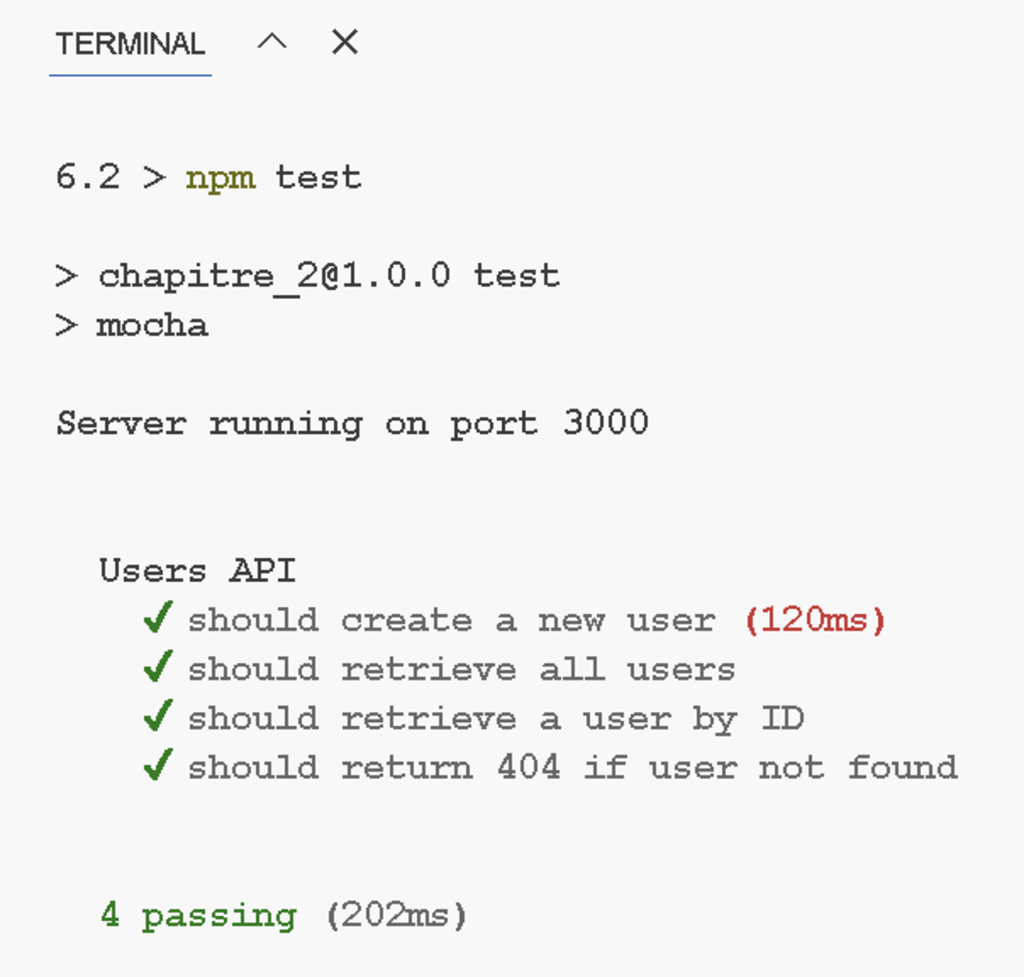 TERMINAL
6.2 > npm test
> chapitre_2@1.0.0 test
> mocha
Server running on port 3000
Users API
✔ should create a new user (120ms)
✔ should retrieve all users
✔ should retrieve a user by ID
✔ should return 404 if user not found
4 passing (202ms)